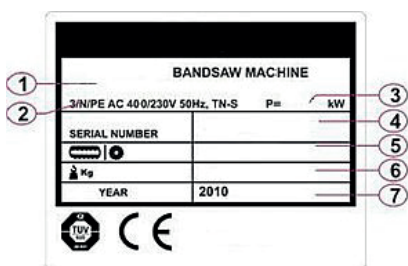 BANDSAW MACHINE
1
3/N/PE AC 400/230V 50Hz, TN-S P= kW
3
2
SERIAL NUMBER
4
5
Kg
6
YEAR 2010
7
TÜV
CE